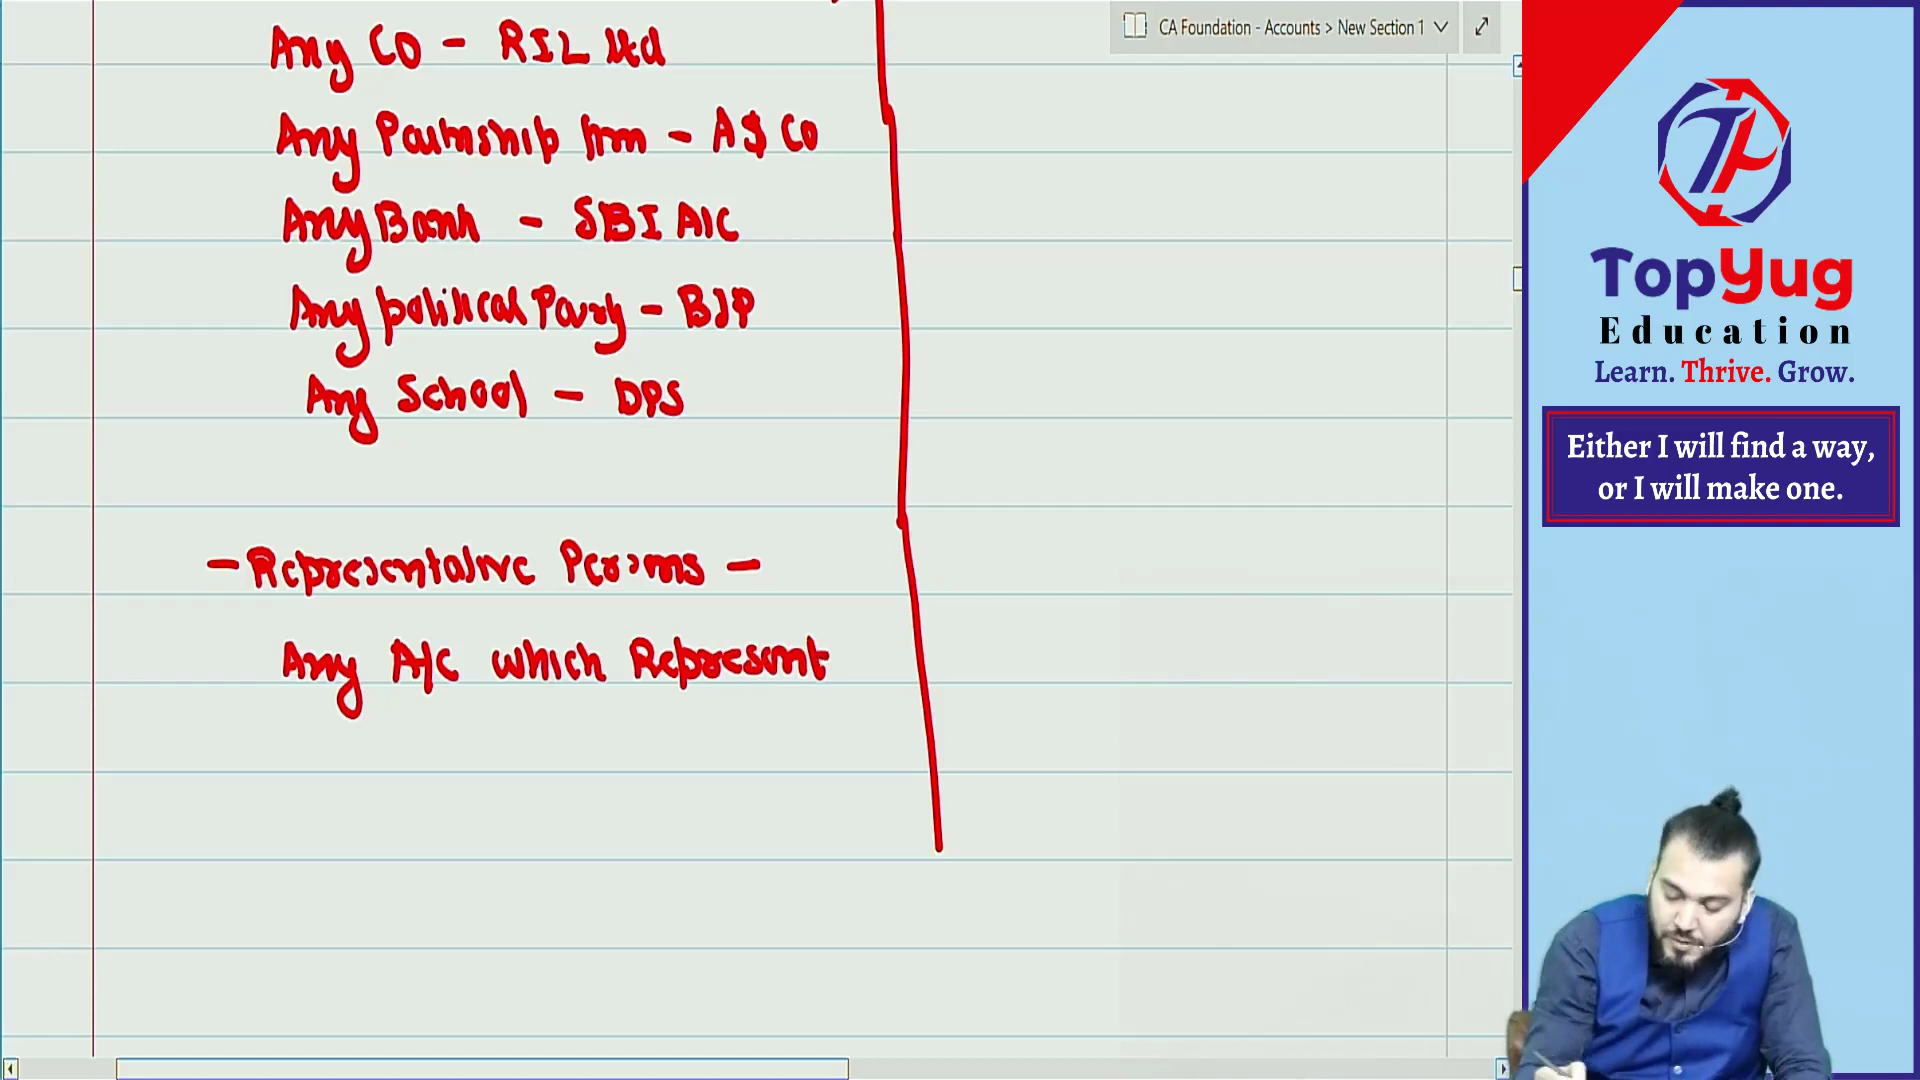 Any CO - RIL ltd
Any Partnership firm - A $ Co
Any Bank - SBI A/C
Any political Party - BJP
Any School - DPS
- Representative Persons -
Any A/C which Represent
CA Foundation - Accounts > New Section 1
TopYug
Education
Learn. Thrive. Grow.
Either I will find a way,
or I will make one.